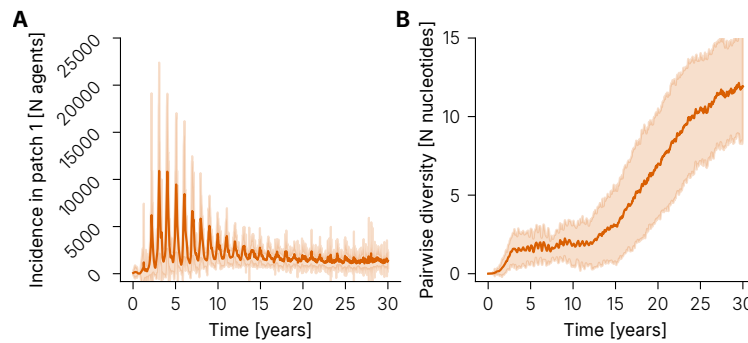 A
Incidence in patch 1 [N agents]
25000
20000
15000
10000
5000
0
0 5 10 15 20 25 30
Time [years]
B
Pairwise diversity [N nucleotides]
15
10
5
0
0 5 10 15 20 25 30
Time [years]